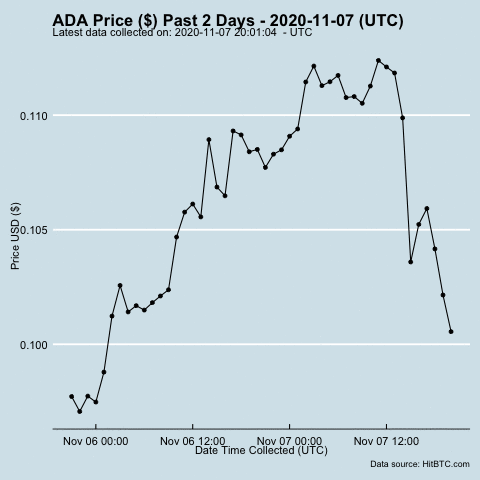 ADA Price ($) Past 2 Days - 2020-11-07 (UTC)
Latest data collected on: 2020-11-07 20:01:04 - UTC
0.110
0.105
0.100
Price USD ($)
Nov 06 00:00 Nov 06 12:00 Nov 07 00:00 Nov 07 12:00
Date Time Collected (UTC)
Data source: HitBTC.com